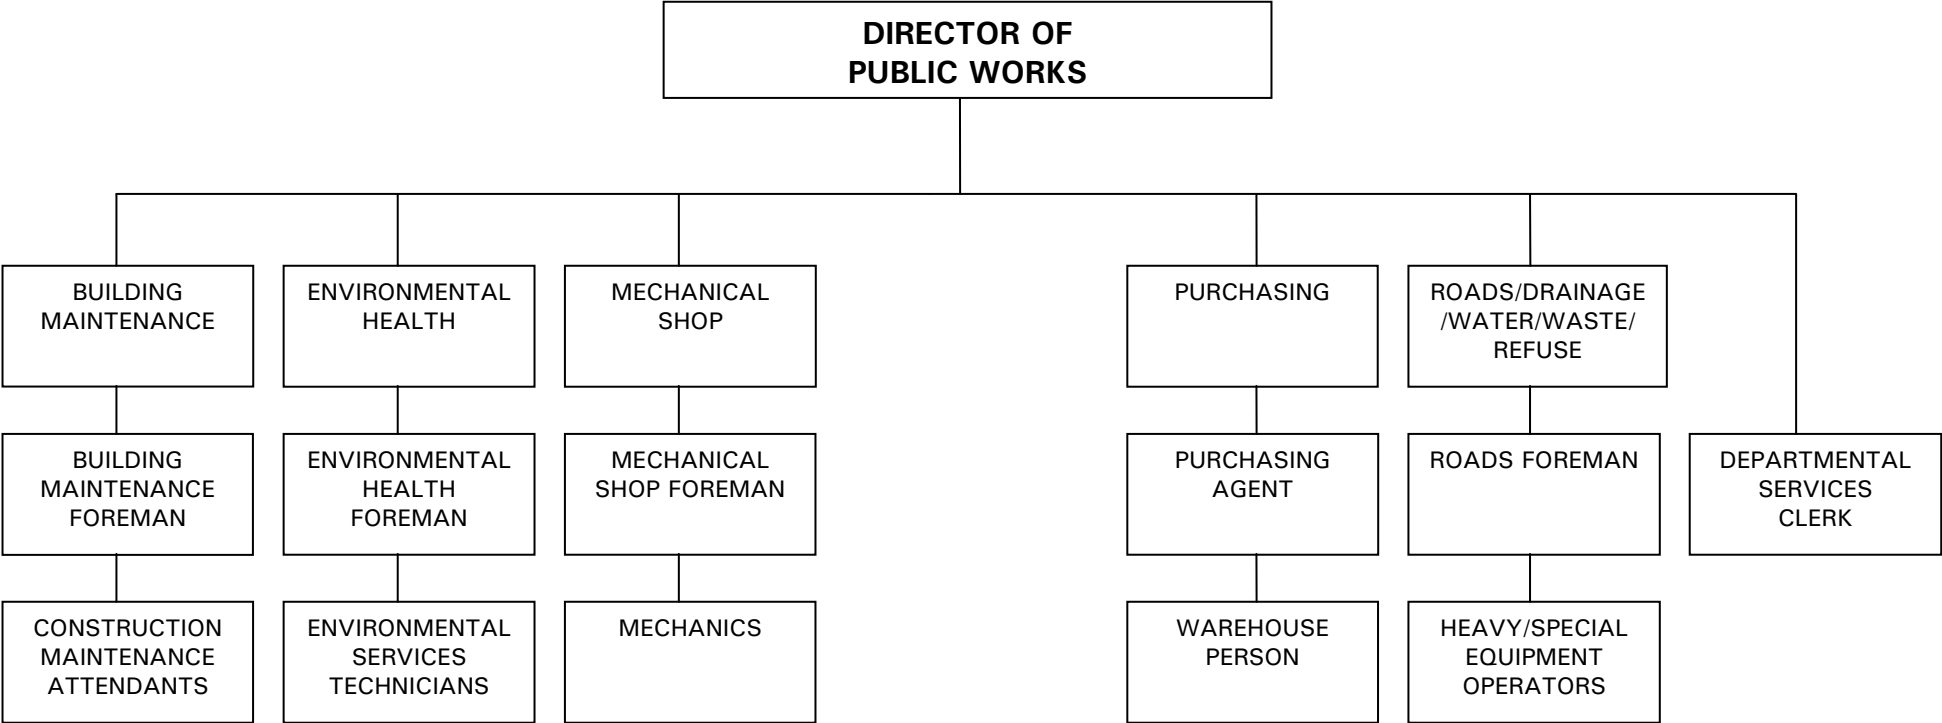 DIRECTOR OF
PUBLIC WORKS
BUILDING
MAINTENANCE
ENVIRONMENTAL
HEALTH
MECHANICAL
SHOP
PURCHASING
ROADS/DRAINAGE
/WATER/WASTE/
REFUSE
BUILDING
MAINTENANCE
FOREMAN
ENVIRONMENTAL
HEALTH
FOREMAN
MECHANICAL
SHOP FOREMAN
PURCHASING
AGENT
ROADS FOREMAN
DEPARTMENTAL
SERVICES
CLERK
CONSTRUCTION
MAINTENANCE
ATTENDANTS
ENVIRONMENTAL
SERVICES
TECHNICIANS
MECHANICS
WAREHOUSE
PERSON
HEAVY/SPECIAL
EQUIPMENT
OPERATORS